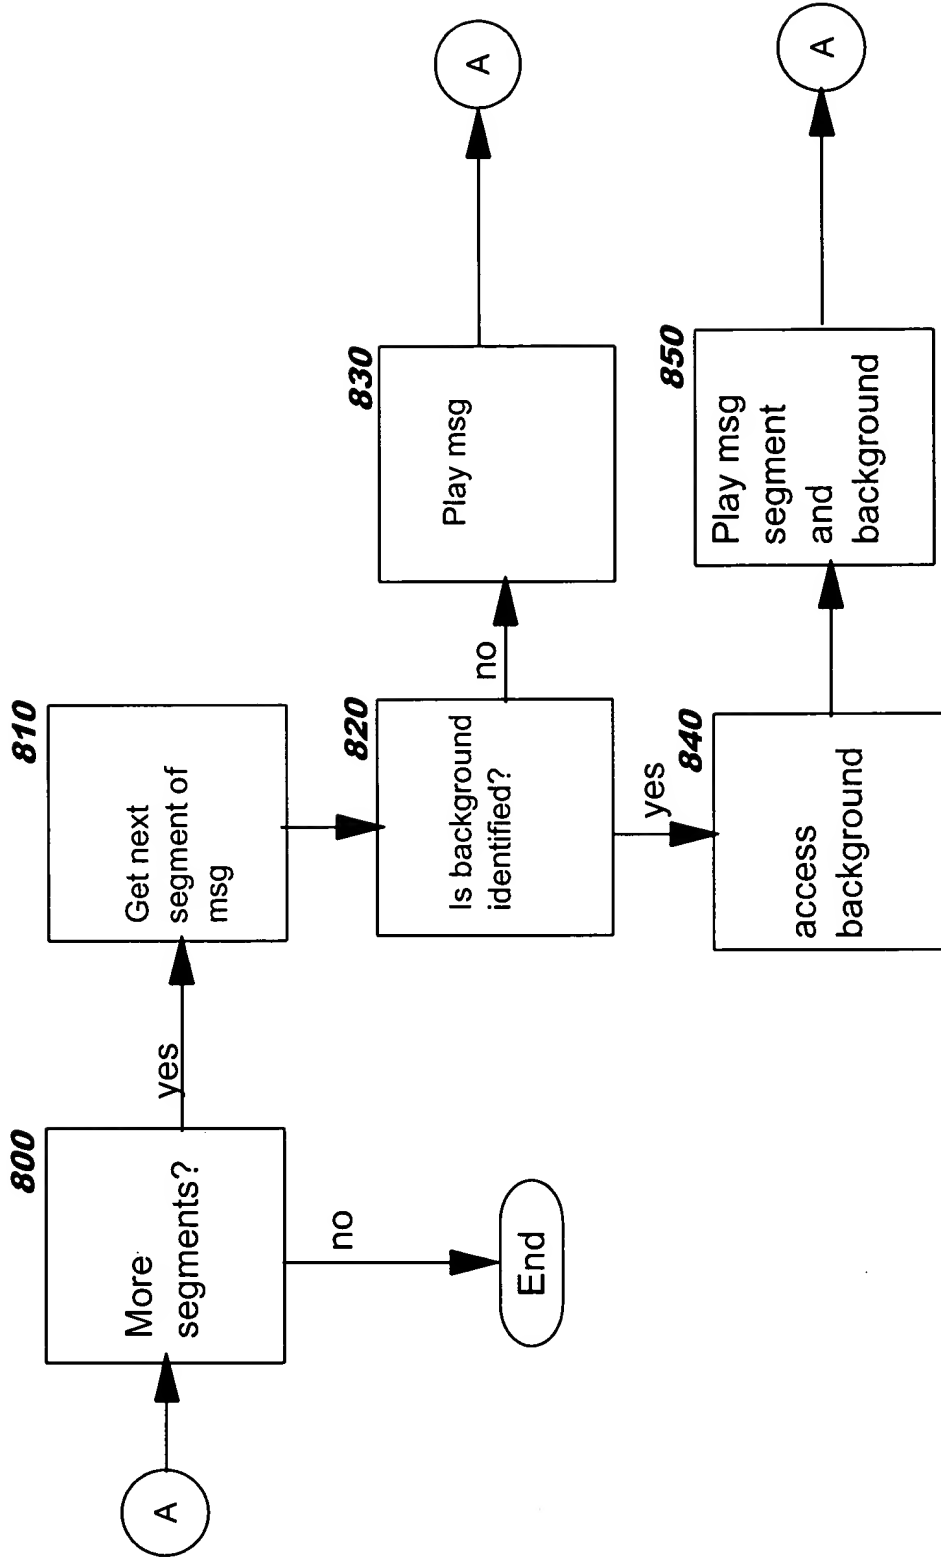 A
800
More
segments?
yes
no
End
810
Get next
segment of
msg
820
Is background
identified?
no
830
Play msg
A
yes
840
access
background
850
Play msg
segment
and
background
A